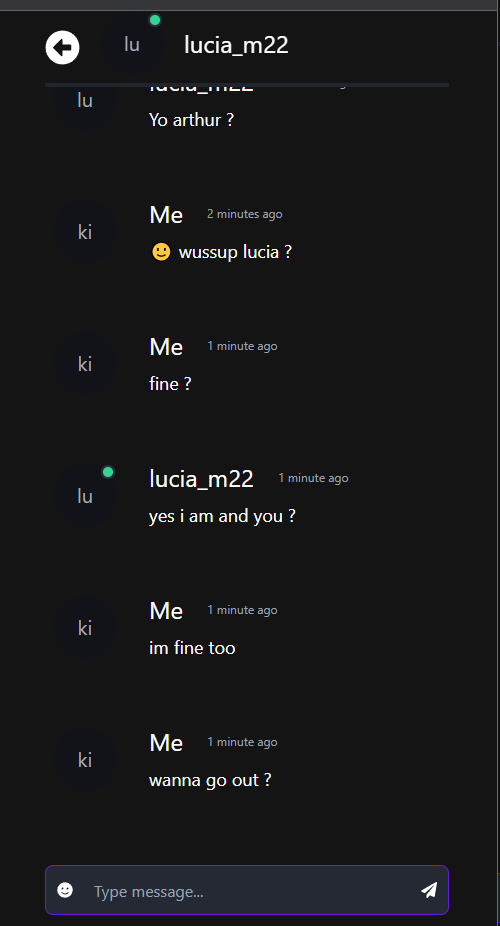 lu
lucia_m22
lu
lucia_m22
Yo arthur ?
ki
Me 2 minutes ago
🙂 wussup lucia ?
ki
Me 1 minute ago
fine ?
lu
lucia_m22 1 minute ago
yes i am and you ?
ki
Me 1 minute ago
im fine too
ki
Me 1 minute ago
wanna go out ?
Type message...